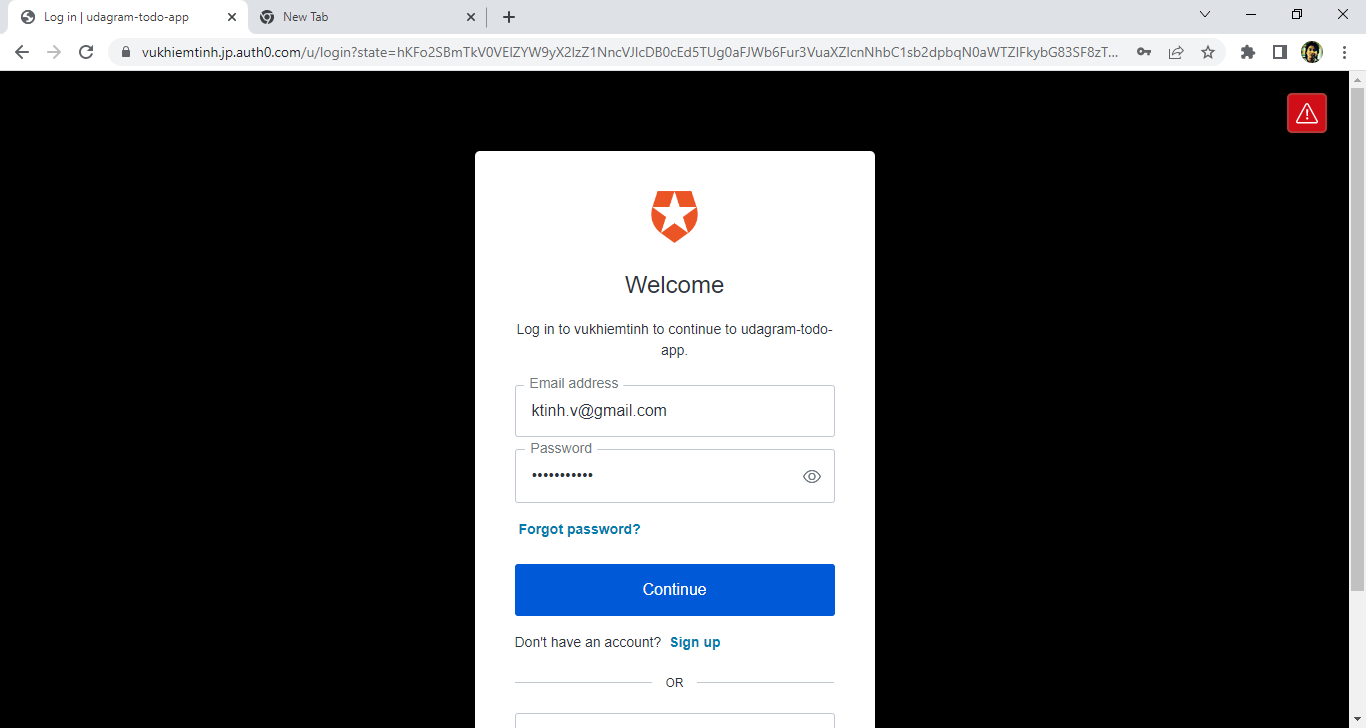 Log in | udagram-todo-app
New Tab
vukhiemtinh.jp.auth0.com/u/login?state=hKFo2SBmTkV0VElZYW9yX2IzZ1NncVJlcDB0cEd5TUg0aFJWb6Fur3VuaXZlcnNhbC1sb2dpbqN0aWTZIFkybG83SF8zT...
Welcome
Log in to vukhiemtinh to continue to udagram-todo-
app.
Email address
ktinh.v@gmail.com
Password
•••••••••••
Forgot password?
Continue
Don't have an account? Sign up
OR